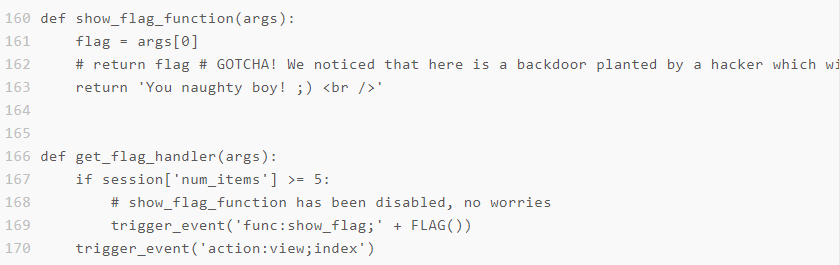 160 def show_flag_function(args):
161     flag = args[0]
162     # return flag # GOTCHA! We noticed that here is a backdoor planted by a hacker which
163     return 'You naughty boy! ;) <br />'
164
165
166 def get_flag_handler(args):
167     if session['num_items'] >= 5:
168         # show_flag_function has been disabled, no worries
169         trigger_event('func:show_flag;' + FLAG())
170     trigger_event('action:view;index')